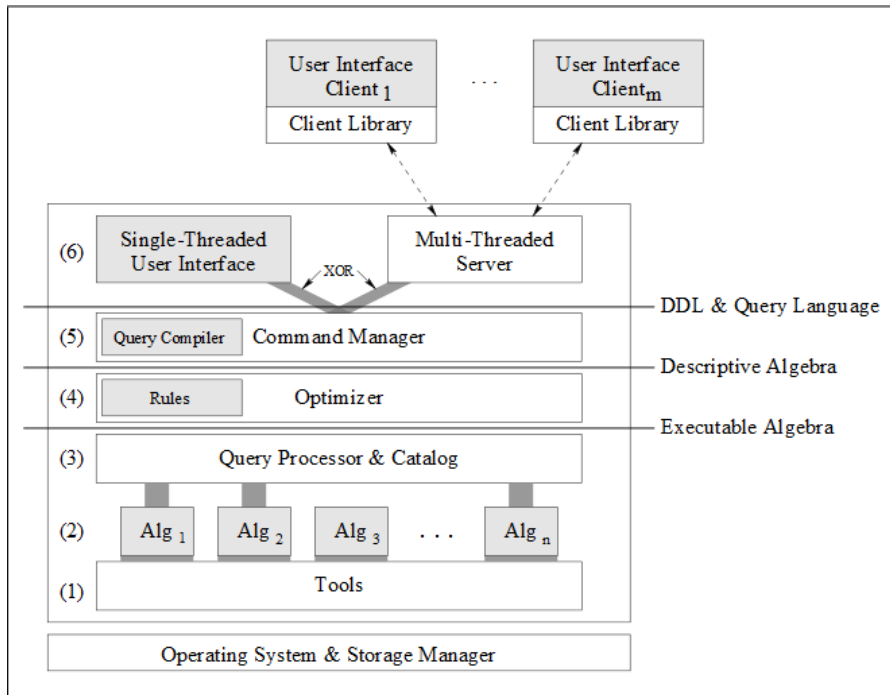 User Interface
Client 1
Client Library
. . .
User Interface
Client m
Client Library
(6)
Single-Threaded
User Interface
XOR
Multi-Threaded
Server
DDL & Query Language
(5)
Query Compiler
Command Manager
Descriptive Algebra
(4)
Rules
Optimizer
Executable Algebra
(3)
Query Processor & Catalog
(2)
Alg 1
Alg 2
Alg 3
. . .
Alg n
(1)
Tools
Operating System & Storage Manager